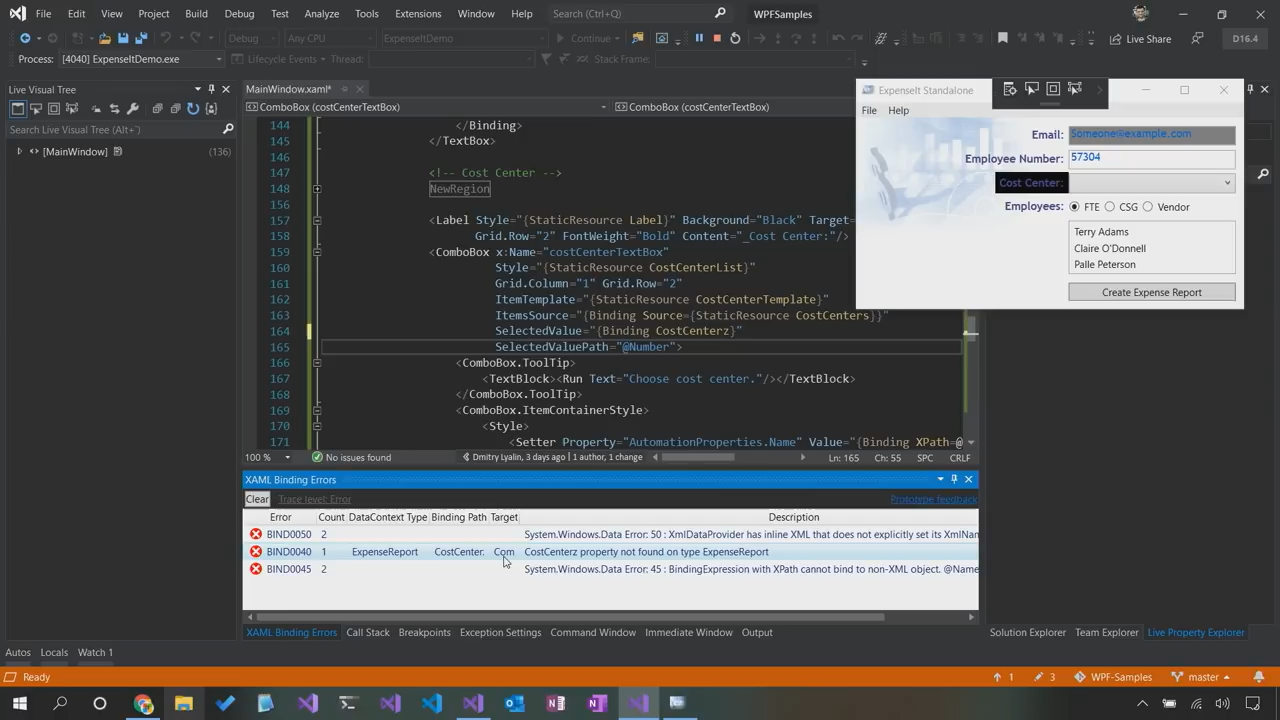 File Edit View Project Build Debug Test Analyze Tools Extensions Window Help Search (Ctrl+Q) WPFSamples
Debug Any CPU ExpenseItDemo Continue Live Share D16.4
Process: [4040] ExpenseItDemo.exe Lifecycle Events Thread: Stack Frame:
Live Visual Tree
Search Live Visual Tree (Alt+`)
[MainWindow] (136)
MainWindow.xaml*
ComboBox (costCenterTextBox) ComboBox (costCenterTextBox)
144 </Binding>
145 </TextBox>
146
147 <!-- Cost Center -->
148 NewRegion
156
157 <Label Style="{StaticResource Label}" Background="Black" Target=
158 Grid.Row="2" FontWeight="Bold" Content="_Cost Center:"/>
159 <ComboBox x:Name="costCenterTextBox"
160 Style="{StaticResource CostCenterList}"
161 Grid.Column="1" Grid.Row="2"
162 ItemTemplate="{StaticResource CostCenterTemplate}"
163 ItemsSource="{Binding Source={StaticResource CostCenters}}"
164 SelectedValue="{Binding CostCenterz}"
165 SelectedValuePath="@Number">
166 <ComboBox.ToolTip>
167 <TextBlock><Run Text="Choose cost center."/></TextBlock>
168 </ComboBox.ToolTip>
169 <ComboBox.ItemContainerStyle>
170 <Style>
171 <Setter Property="AutomationProperties.Name" Value="{Binding XPath=@
100 % No issues found Dmitry Lyalin, 3 days ago | 1 author, 1 change Ln: 165 Ch: 55 SPC CRLF
ExpenseIt Standalone
File Help
Email: Someone@example.com
Employee Number: 57304
Cost Center:
Employees: FTE CSG Vendor
Terry Adams
Claire O'Donnell
Palle Peterson
Create Expense Report
XAML Binding Errors
Clear Trace level: Error Prototype feedback
Error Count DataContext Type Binding Path Target Description
BIND0050 2 System.Windows.Data Error: 50 : XmlDataProvider has inline XML that does not explicitly set its XmlNam
BIND0040 1 ExpenseReport CostCenter. Com CostCenterz property not found on type ExpenseReport
BIND0045 2 System.Windows.Data Error: 45 : BindingExpression with XPath cannot bind to non-XML object. @Name
XAML Binding Errors Call Stack Breakpoints Exception Settings Command Window Immediate Window Output
Solution Explorer Team Explorer Live Property Explorer
Autos Locals Watch 1
Ready 1 3 WPF-Samples master